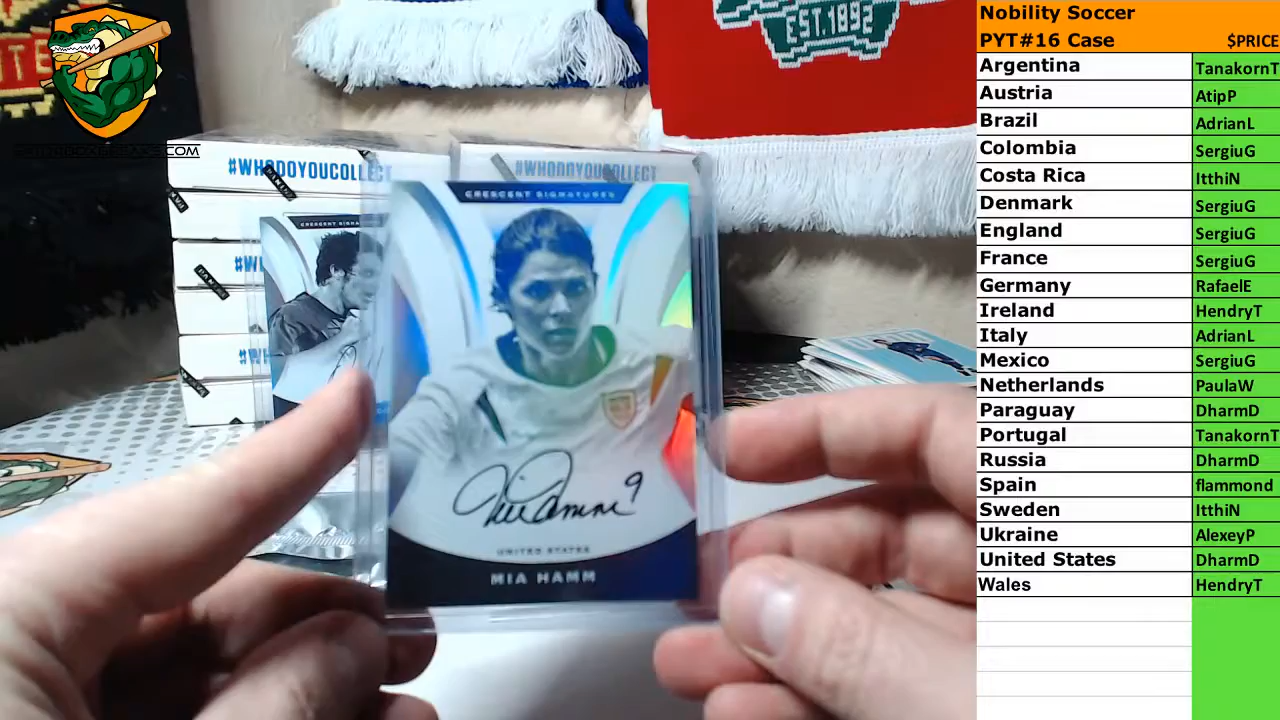 EST.1892
#WHODOYOUCOLLECT
#WHODOYOUCOLLECT
PANINI
CRESCENT SIGNATURES
UNITED STATES
MIA HAMM
Nobility Soccer
PYT#16 Case $PRICE
Argentina TanakornT
Austria AtipP
Brazil AdrianL
Colombia SergiuG
Costa Rica ItthiN
Denmark SergiuG
England SergiuG
France SergiuG
Germany RafaelE
Ireland HendryT
Italy AdrianL
Mexico SergiuG
Netherlands PaulaW
Paraguay DharmD
Portugal TanakornT
Russia DharmD
Spain flammond
Sweden ItthiN
Ukraine AlexeyP
United States DharmD
Wales HendryT